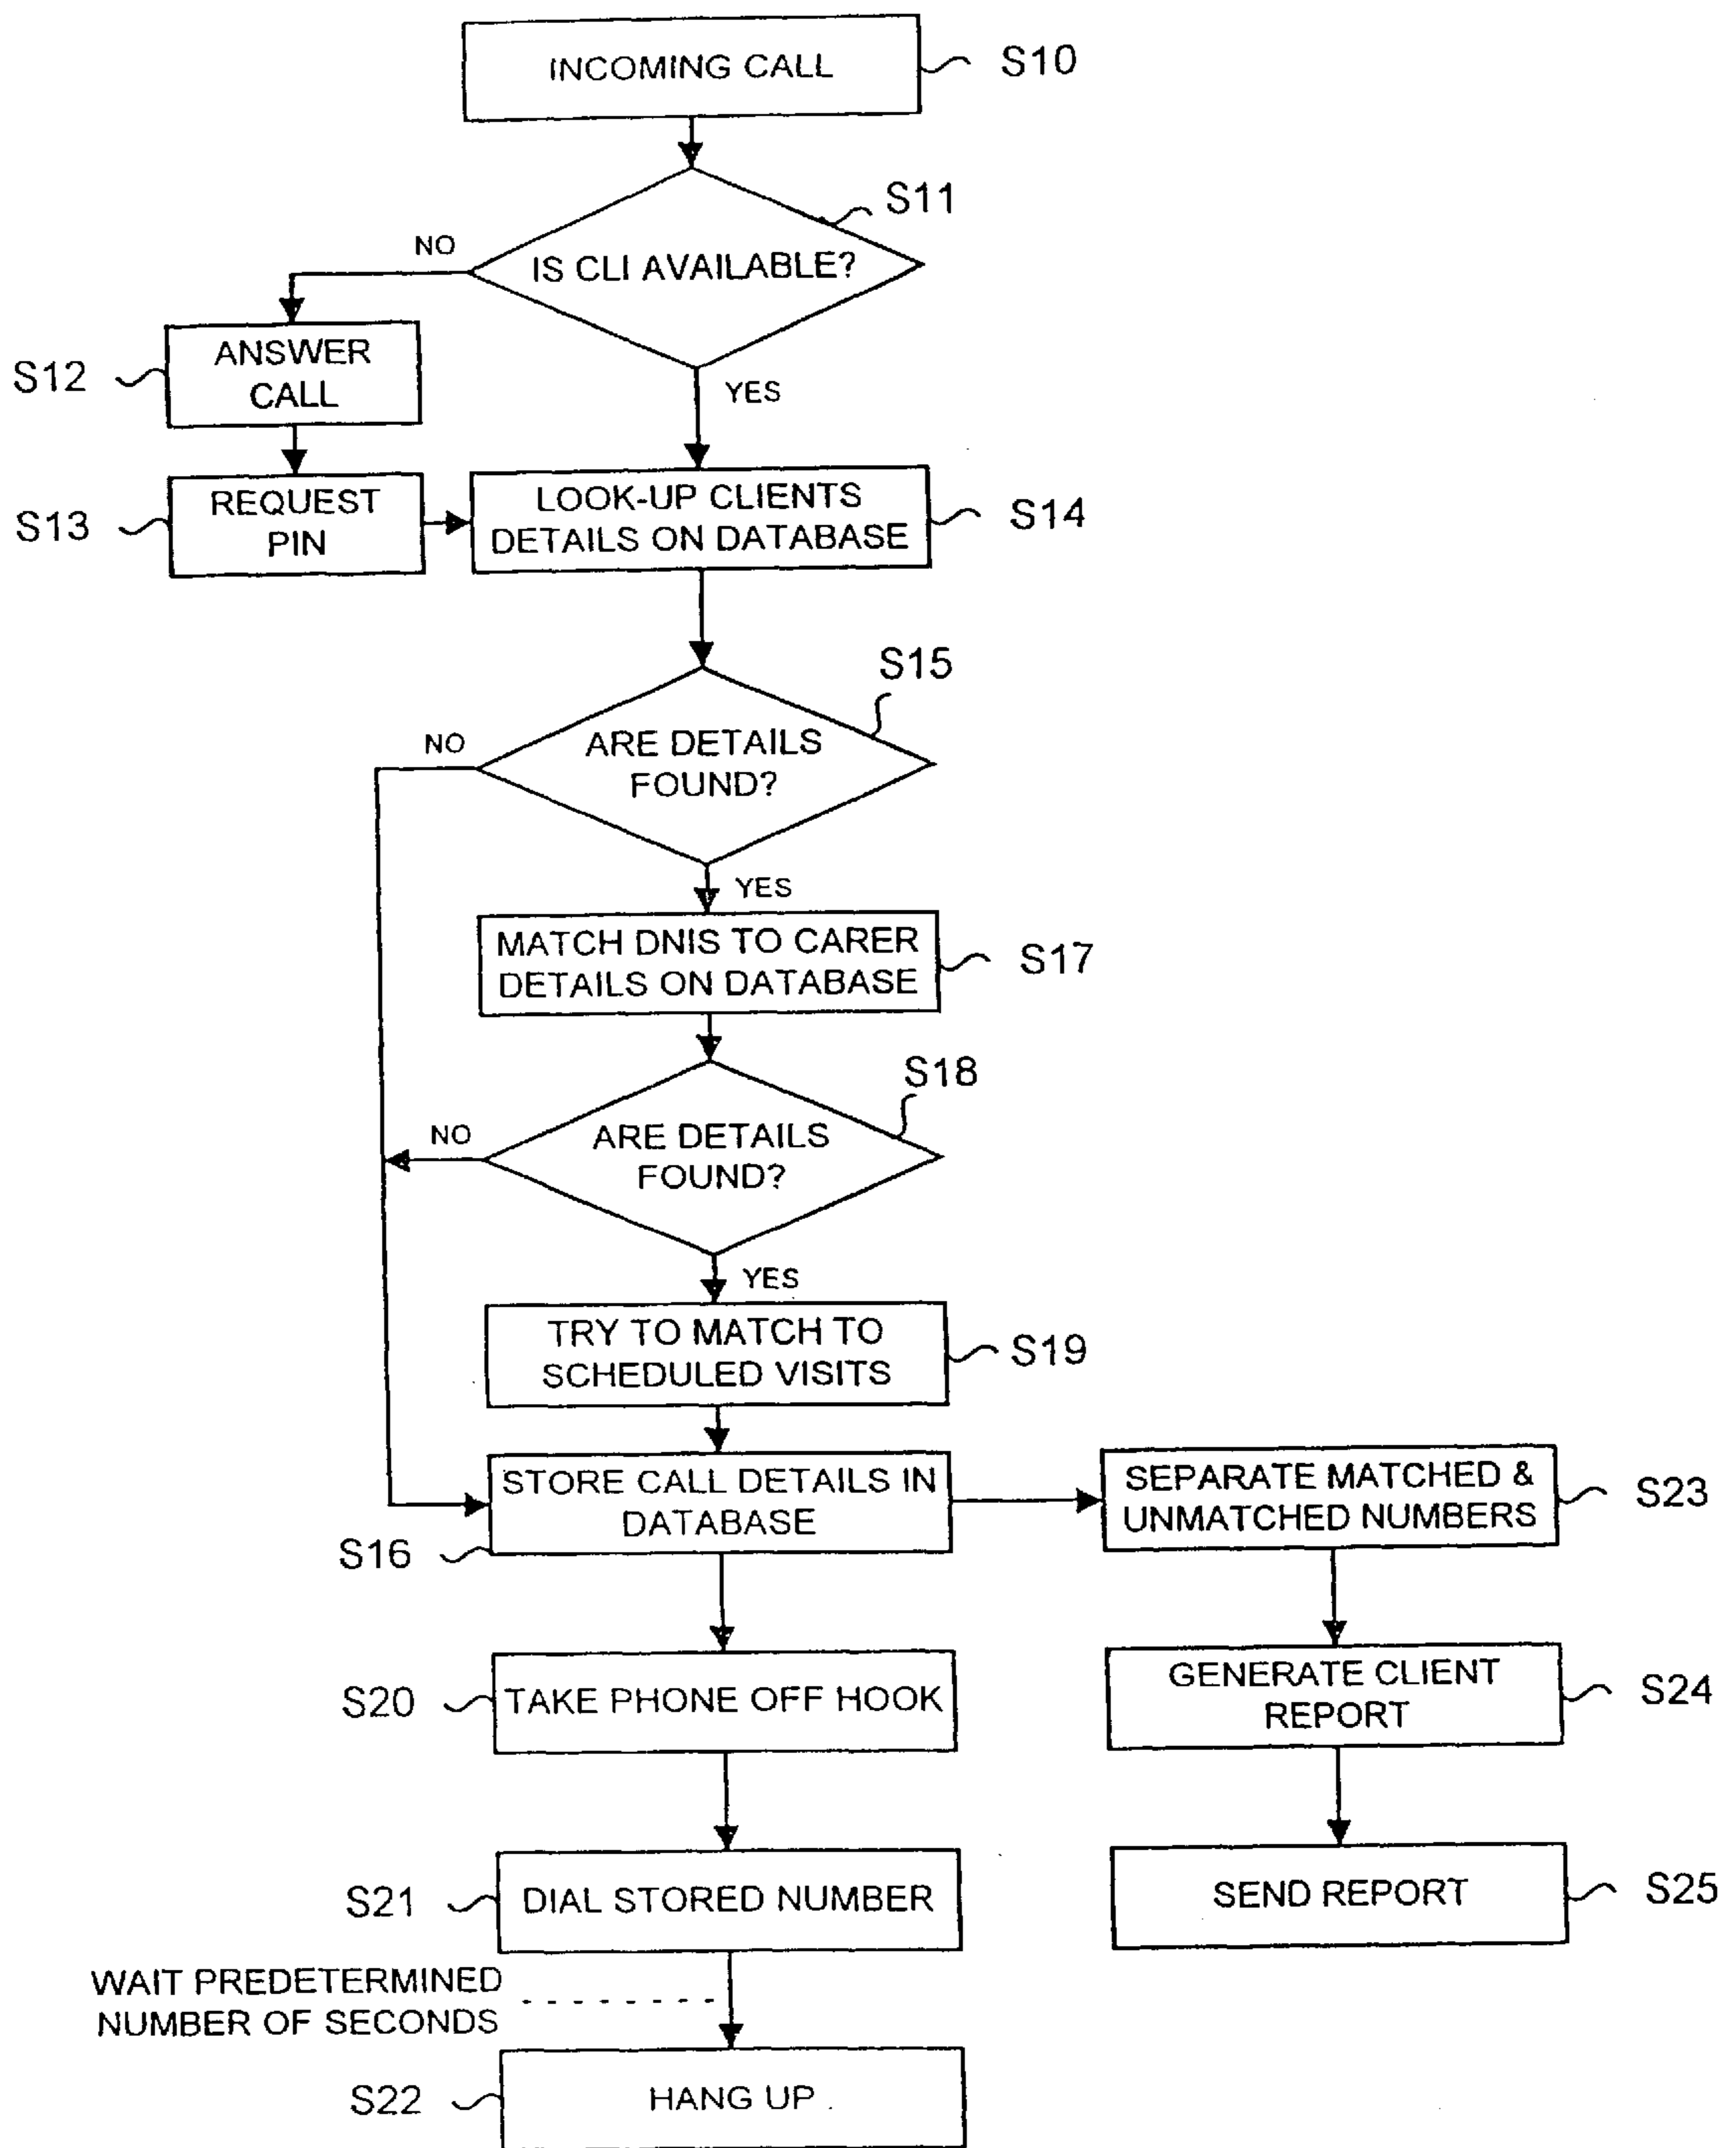 INCOMING CALL
S10
S11
NO
IS CLI AVAILABLE?
S12
ANSWER
CALL
YES
S13
REQUEST
PIN
LOOK-UP CLIENTS
DETAILS ON DATABASE
S14
S15
NO
ARE DETAILS
FOUND?
YES
MATCH DNIS TO CARER
DETAILS ON DATABASE
S17
S18
NO
ARE DETAILS
FOUND?
YES
TRY TO MATCH TO
SCHEDULED VISITS
S19
STORE CALL DETAILS IN
DATABASE
S16
SEPARATE MATCHED &
UNMATCHED NUMBERS
S23
S20
TAKE PHONE OFF HOOK
GENERATE CLIENT
REPORT
S24
S21
DIAL STORED NUMBER
SEND REPORT
S25
WAIT PREDETERMINED
NUMBER OF SECONDS
S22
HANG UP